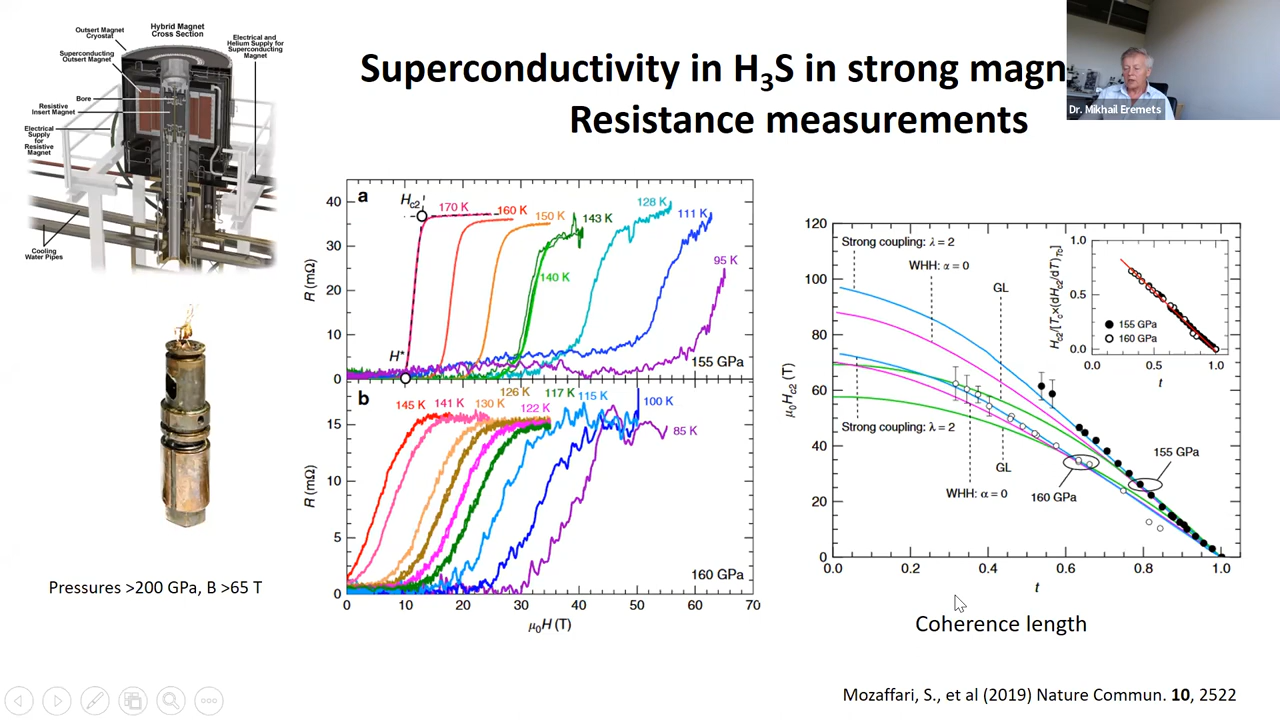 Outsert Magnet
Cryostat
Hybrid Magnet
Cross Section
Electrical and
Helium Supply for
Superconducting
Magnet
Superconducting
Outsert Magnet
Bore
Resistive
Insert Magnet
Electrical
Supply
for
Resistive
Magnet
Cooling
Water Pipes
Superconductivity in H₃S in strong magn
Resistance measurements
Dr. Mikhail Eremets
Pressures >200 GPa, B >65 T
a
Hc2
170 K
160 K
150 K
143 K
128 K
111 K
95 K
140 K
H*
155 GPa
R (mΩ)
40
30
20
10
0
b
145 K
141 K
130 K
126 K
117 K
122 K
115 K
100 K
85 K
160 GPa
R (mΩ)
15
10
5
0
0 10 20 30 40 50 60 70
μ₀H (T)
120
100
80
60
40
20
0
μ₀Hc2 (T)
Strong coupling: λ = 2
WHH: α = 0
GL
Strong coupling: λ = 2
GL
WHH: α = 0
155 GPa
160 GPa
0.0 0.2 0.4 0.6 0.8 1.0
t
1.0
0.5
0.0
Hc2/[Tc×(dHc2/dT)Tc]
155 GPa
160 GPa
0.0 0.5 1.0
t
Coherence length
Mozaffari, S., et al (2019) Nature Commun. 10, 2522